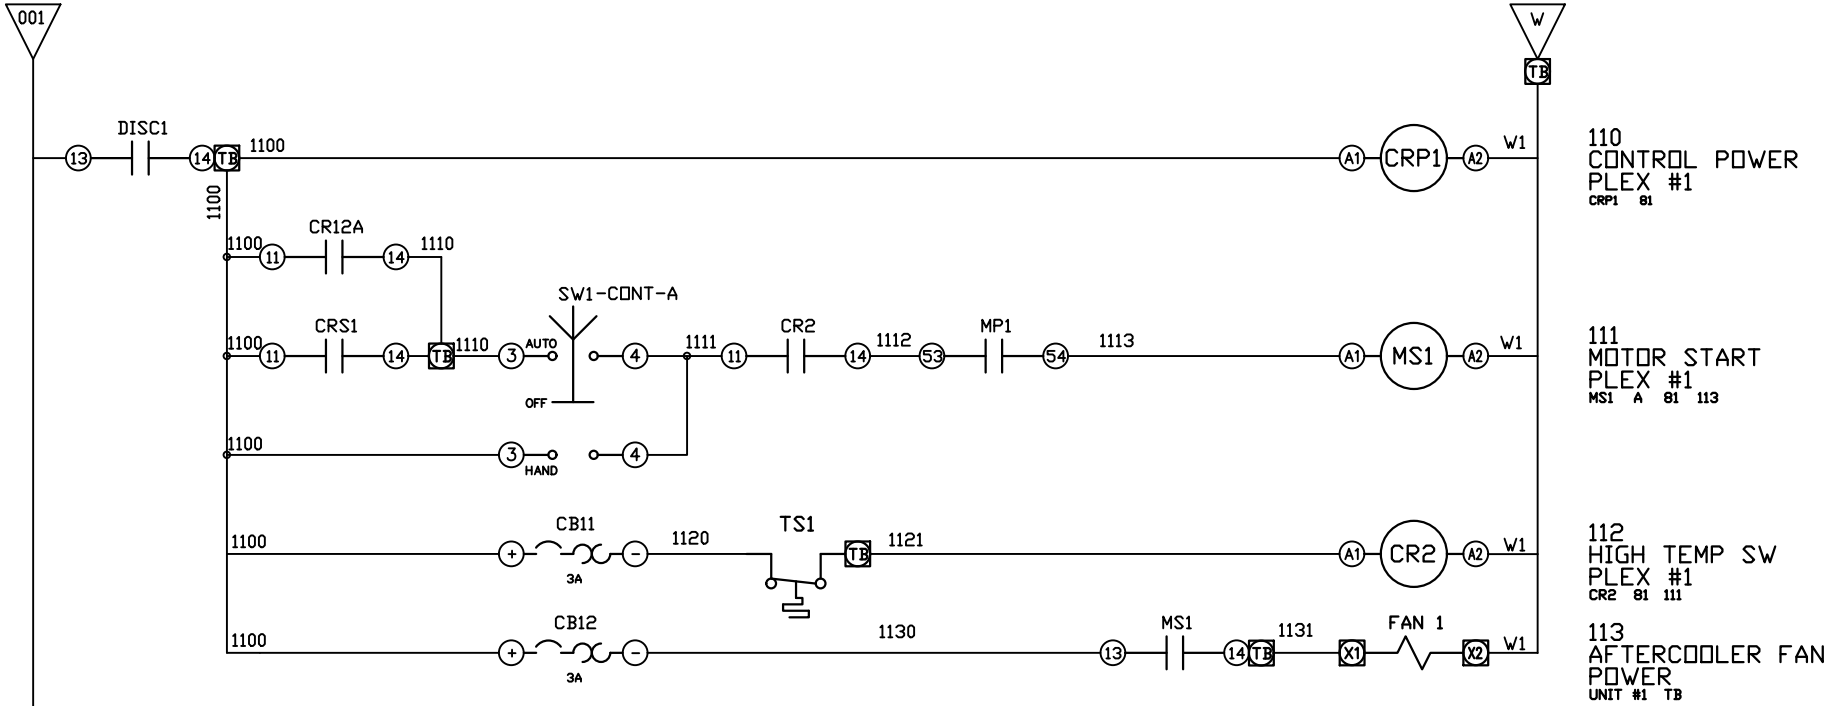 001
W
TB
DISC1
13
14
TB
1100
A1
CRP1
A2
W1
110
CONTROL POWER
PLEX #1
CRP1 81
1100
CR12A
1100
11
14
1110
SW1-CONT-A
CRS1
1100
11
14
TB
1110
3
AUTO
4
1111
11
CR2
14
1112
53
MP1
54
1113
A1
MS1
A2
W1
111
MOTOR START
PLEX #1
MS1 A 81 113
OFF
1100
3
HAND
4
CB11
1100
+
3A
-
1120
TS1
TB
1121
A1
CR2
A2
W1
112
HIGH TEMP SW
PLEX #1
CR2 81 111
CB12
1100
+
3A
-
1130
13
MS1
14
TB
1131
X1
FAN 1
X2
W1
113
AFTERCOOLER FAN
POWER
UNIT #1 TB